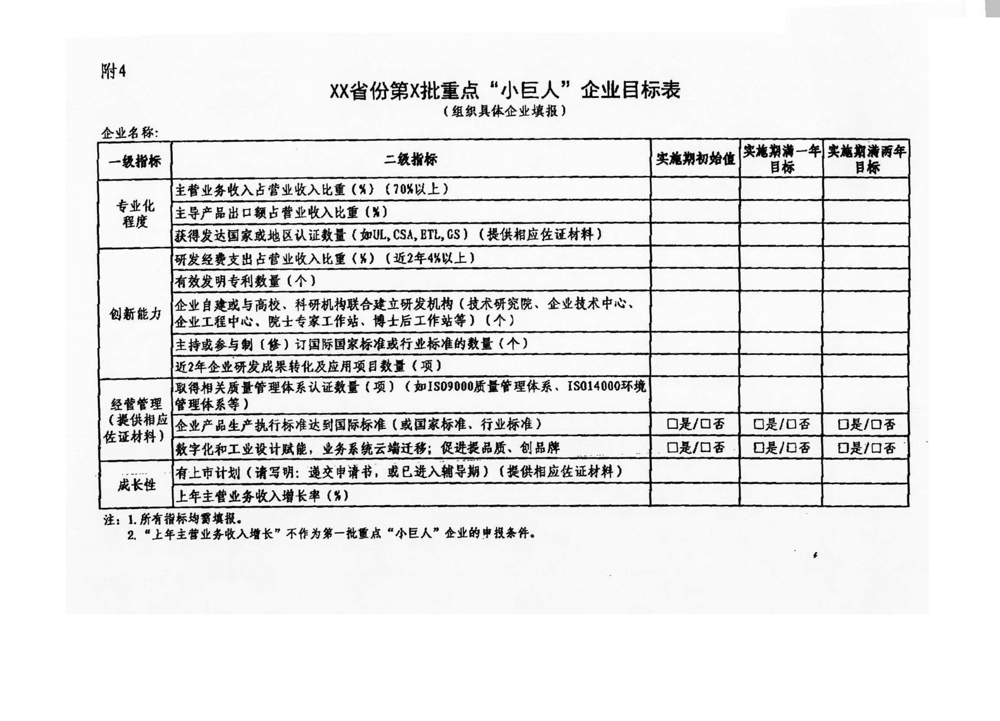 附4
XX省份第X批重点“小巨人”企业目标表
（组织具体企业填报）
企业名称：
一级指标
二级指标
实施期初始值
实施期满一年
目标
实施期满两年
目标
专业化
程度
主营业务收入占营业收入比重（%）（70%以上）
主导产品出口额占营业收入比重（%）
获得发达国家或地区认证数量（如UL,CSA,ETL,GS）（提供相应佐证材料）
创新能力
研发经费支出占营业收入比重（%）（近2年4%以上）
有效发明专利数量（个）
企业自建或与高校、科研机构联合建立研发机构（技术研究院、企业技术中心、
企业工程中心、院士专家工作站、博士后工作站等）（个）
主持或参与制（修）订国际国家标准或行业标准的数量（个）
近2年企业研发成果转化及应用项目数量（项）
经营管理
（提供相应
佐证材料）
取得相关质量管理体系认证数量（项）（如ISO9000质量管理体系、ISO14000环境
管理体系等）
企业产品生产执行标准达到国际标准（或国家标准、行业标准）
□是/□否
□是/□否
□是/□否
数字化和工业设计赋能，业务系统云端迁移；促进提品质、创品牌
□是/□否
□是/□否
□是/□否
成长性
有上市计划（请写明：递交申请书，或已进入辅导期）（提供相应佐证材料）
上年主营业务收入增长率（%）
注：1.所有指标均需填报。
2.“上年主营业务收入增长”不作为第一批重点“小巨人”企业的申报条件。